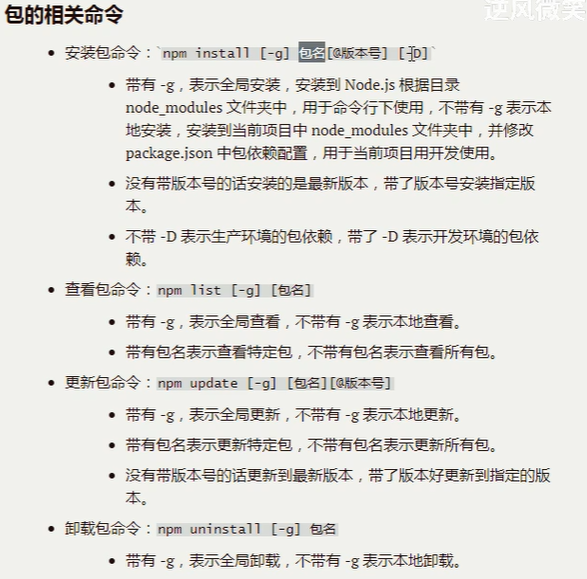 逆风微笑
包的相关命令
• 安装包命令：`npm install [-g] 包名[@版本号] [-D]`
• 带有 -g，表示全局安装，安装到 Node.js 根据目录
node_modules 文件夹中，用于命令行下使用，不带有 -g 表示本
地安装，安装到当前项目中 node_modules 文件夹中，并修改
package.json 中包依赖配置，用于当前项目用开发使用。
• 没有带版本号的话安装的是最新版本，带了版本号安装指定版
本。
• 不带 -D 表示生产环境的包依赖，带了 -D 表示开发环境的包依
赖。
• 查看包命令：npm list [-g] [包名]
• 带有 -g，表示全局查看，不带有 -g 表示本地查看。
• 带有包名表示查看特定包，不带有包名表示查看所有包。
• 更新包命令：npm update [-g] [包名][@版本号]
• 带有 -g，表示全局更新，不带有 -g 表示本地更新。
• 带有包名表示更新特定包，不带有包名表示更新所有包。
• 没有带版本号的话更新到最新版本，带了版本好更新到指定的版
本。
• 卸载包命令：npm uninstall [-g] 包名
• 带有 -g，表示全局卸载，不带有 -g 表示本地卸载。